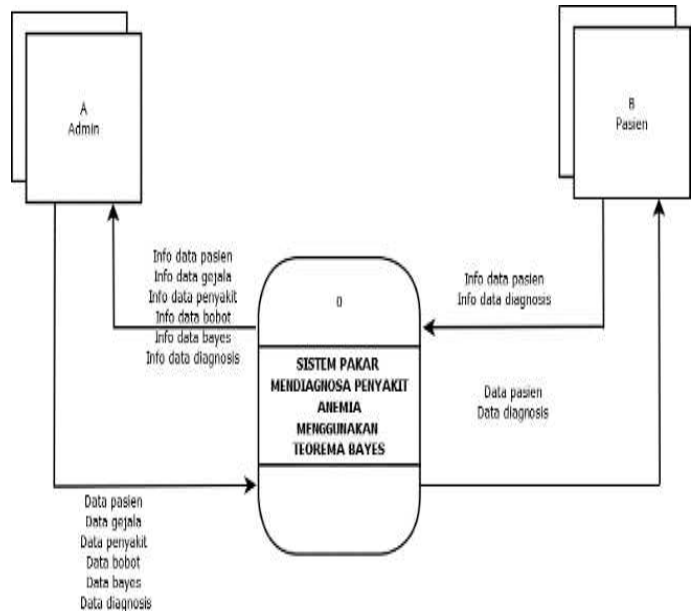 A
Admin
B
Pasien
Info data pasien
Info data gejala
Info data penyakit
Info data bobot
Info data bayes
Info data diagnosis
0
SISTEM PAKAR
MENDIAGNOSA PENYAKIT
ANEMIA
MENGGUNAKAN
TEOREMA BAYES
Info data pasien
Info data diagnosis
Data pasien
Data diagnosis
Data pasien
Data gejala
Data penyakit
Data bobot
Data bayes
Data diagnosis